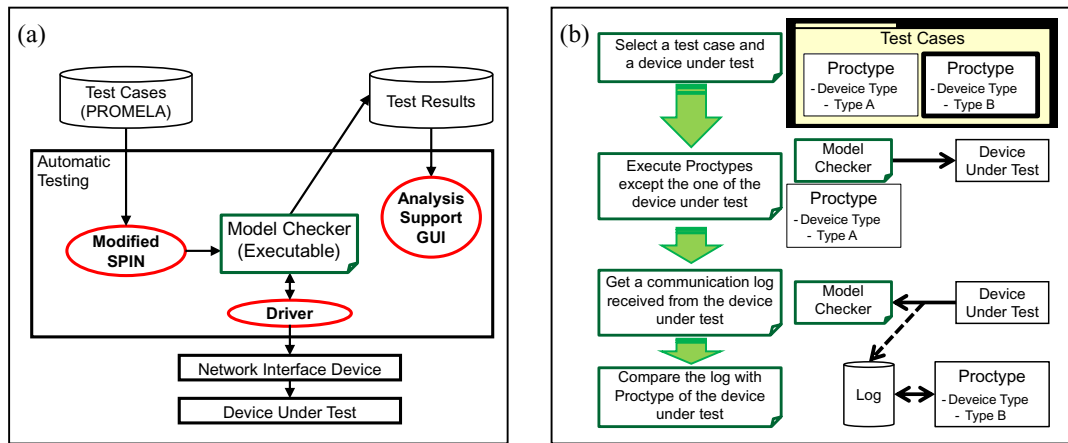 (a)
Test Cases
(PROMELA)
Test Results
Automatic
Testing
Modified
SPIN
Model Checker
(Executable)
Analysis
Support
GUI
Driver
Network Interface Device
Device Under Test
(b)
Select a test case and
a device under test
Test Cases
Proctype
- Deveice Type
- Type A
Proctype
- Deveice Type
- Type B
Execute Proctypes
except the one of the
device under test
Model
Checker
Device
Under Test
Proctype
- Deveice Type
- Type A
Get a communication log
received from the device
under test
Model
Checker
Device
Under Test
Compare the log with
Proctype of the device
under test
Log
Proctype
- Deveice Type
- Type B